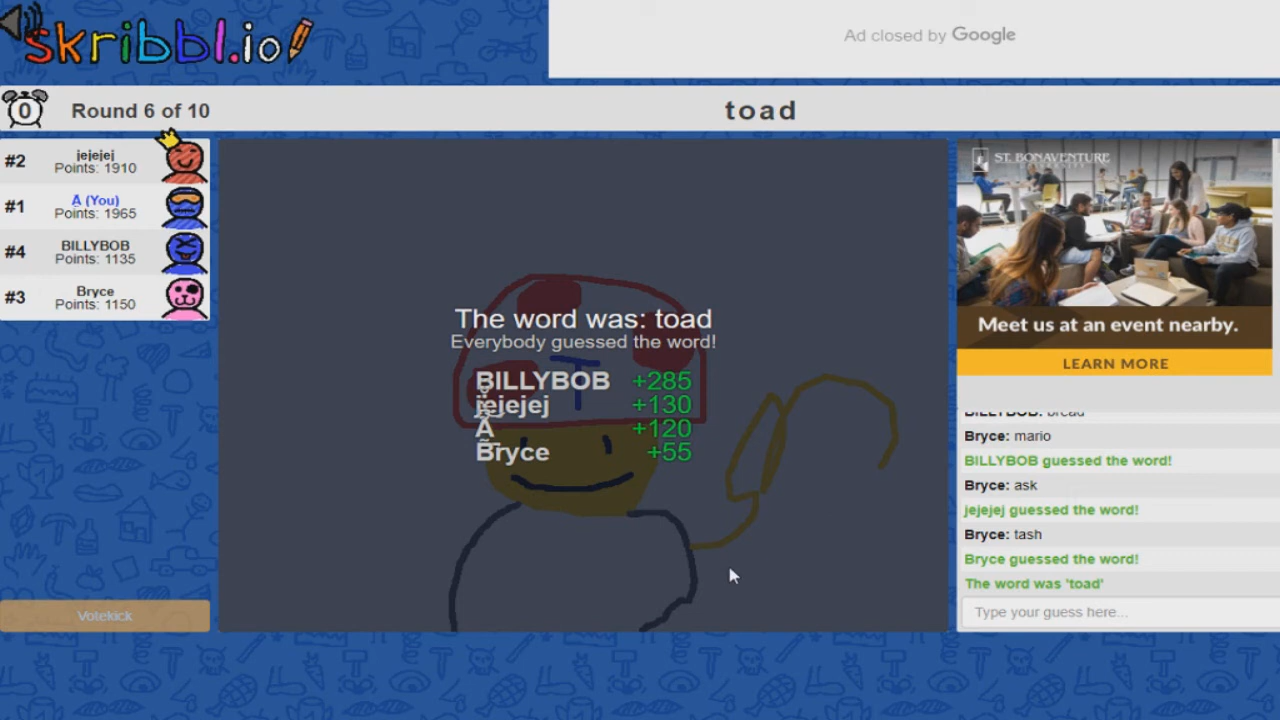 skribbl.io
Ad closed by Google
0
Round 6 of 10
toad
#2
jejejej
Points: 1910
#1
Ā (You)
Points: 1965
#4
BILLYBOB
Points: 1135
#3
Bryce
Points: 1150
Votekick
The word was: toad
Everybody guessed the word!
BILLYBOB +285
jejejej +130
Ā +120
Bryce +55
T
ST. BONAVENTURE
UNIVERSITY
Meet us at an event nearby.
LEARN MORE
BILLYBOB: bread
Bryce: mario
BILLYBOB guessed the word!
Bryce: ask
jejejej guessed the word!
Bryce: tash
Bryce guessed the word!
The word was 'toad'
Type your guess here...